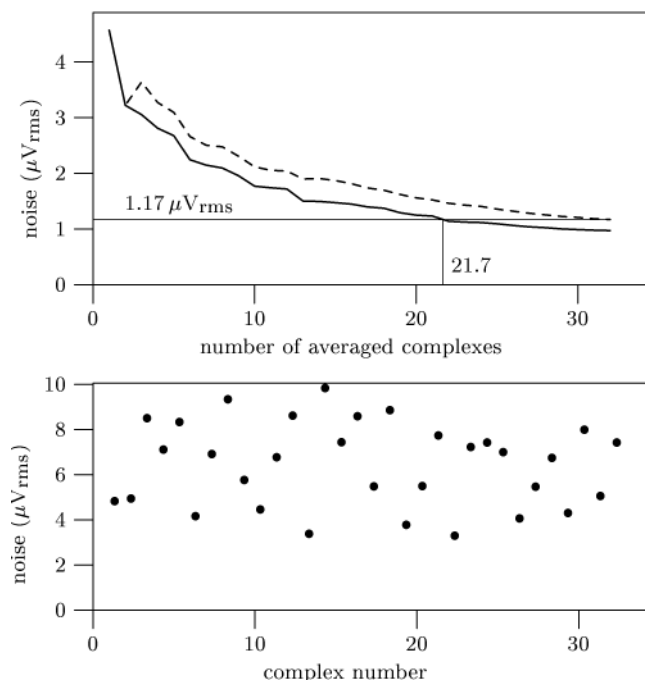 4
3
2
1
0
noise (μVrms)
1.17 μVrms
21.7
0 10 20 30
number of averaged complexes
10
8
6
4
2
0
noise (μVrms)
0 10 20 30
complex number